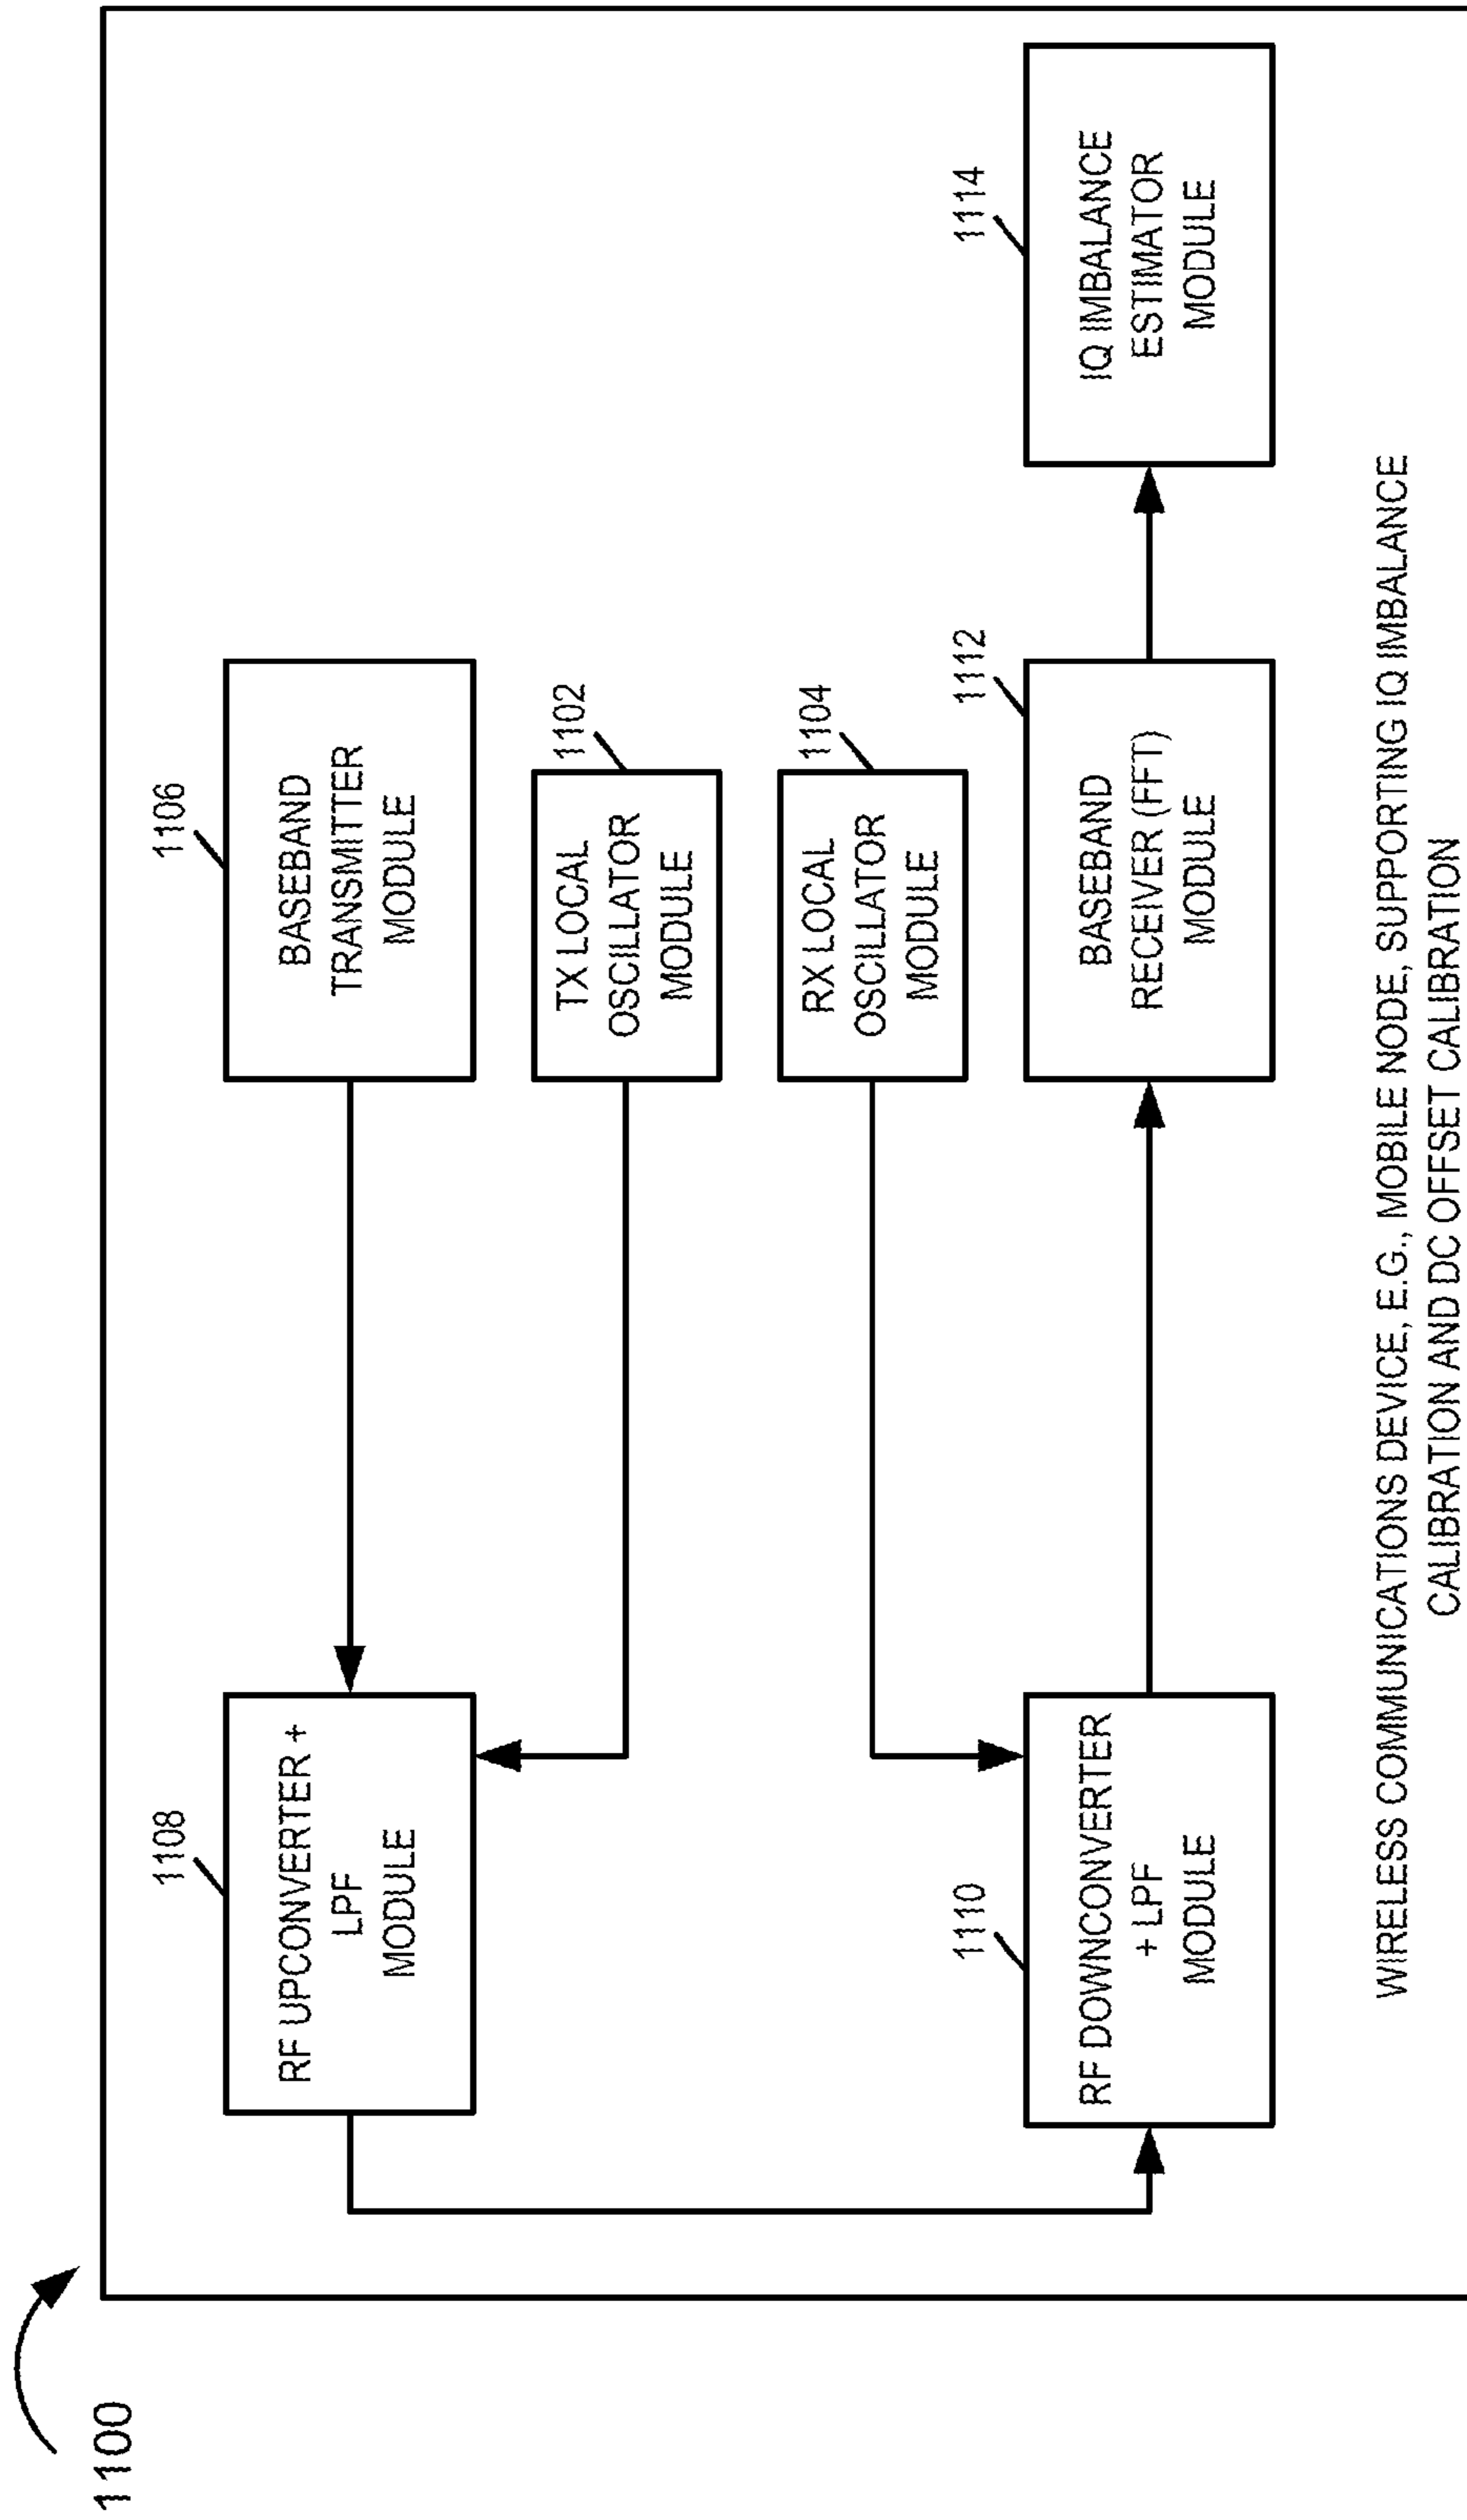 1100
1108
RF UPCONVERTER +
LPF
MODULE
1106
BASEBAND
TRANSMITTER
MODULE
1102
TX LOCAL
OSCILLATOR
MODULE
1104
RX LOCAL
OSCILLATOR
MODULE
1110
RF DOWNCONVERTER
+ LPF
MODULE
1112
BASEBAND
RECEIVER (FFT)
MODULE
1114
IQ IMBALANCE
ESTIMATOR
MODULE
WIRELESS COMMUNICATIONS DEVICE, E.G., MOBILE NODE, SUPPORTING IQ IMBALANCE
CALIBRATION AND DC OFFSET CALIBRATION